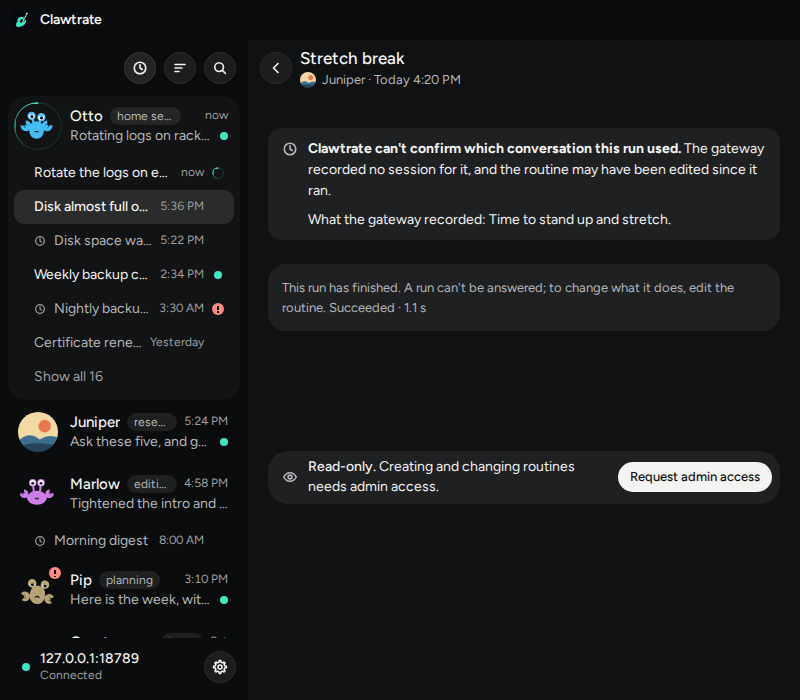 Clawtrate
Otto home se... now
Rotating logs on rack...
Rotate the logs on e... now
Disk almost full o... 5:36 PM
Disk space wa... 5:22 PM
Weekly backup c... 2:34 PM
Nightly backu... 3:30 AM
Certificate rene... Yesterday
Show all 16
Juniper rese... 5:24 PM
Ask these five, and g...
Marlow editi... 4:58 PM
Tightened the intro and ...
Morning digest 8:00 AM
Pip planning 3:10 PM
Here is the week, wit...
127.0.0.1:18789
Connected
Stretch break
Juniper · Today 4:20 PM
Clawtrate can't confirm which conversation this run used. The gateway
recorded no session for it, and the routine may have been edited since it
ran.
What the gateway recorded: Time to stand up and stretch.
This run has finished. A run can't be answered; to change what it does, edit the
routine. Succeeded · 1.1 s
Read-only. Creating and changing routines
needs admin access.
Request admin access